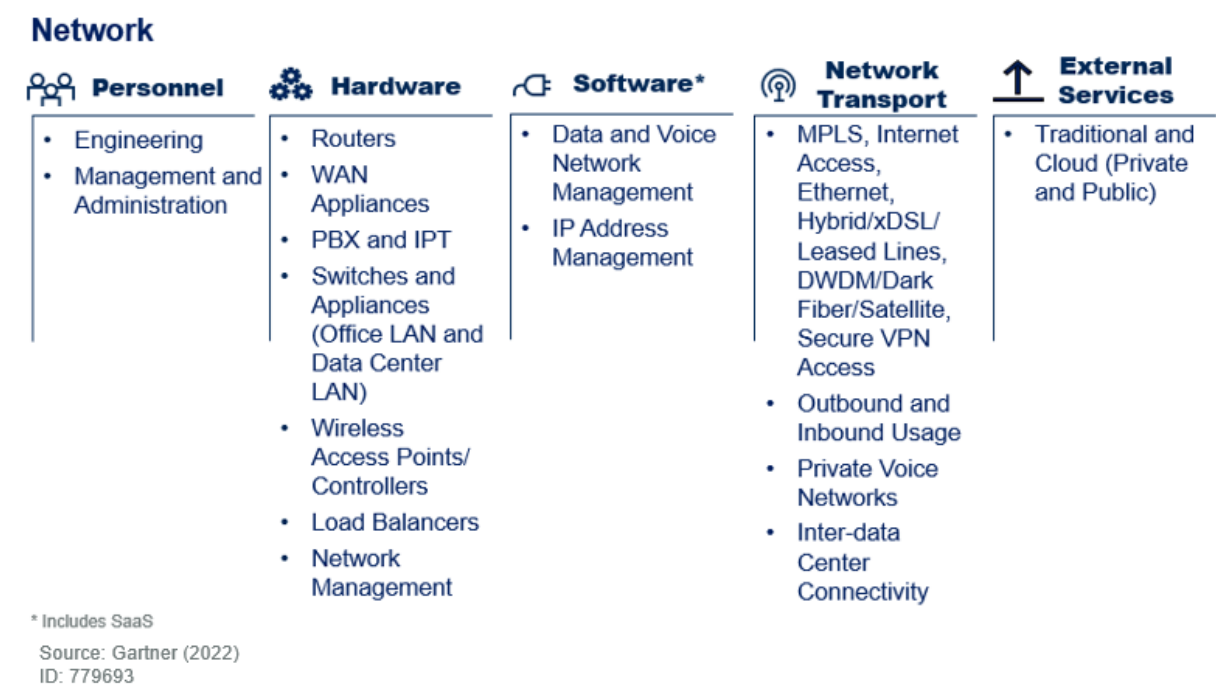 Network
Personnel
• Engineering
• Management and
Administration
Hardware
• Routers
• WAN
Appliances
• PBX and IPT
• Switches and
Appliances
(Office LAN and
Data Center
LAN)
• Wireless
Access Points/
Controllers
• Load Balancers
• Network
Management
Software*
• Data and Voice
Network
Management
• IP Address
Management
Network
Transport
• MPLS, Internet
Access,
Ethernet,
Hybrid/xDSL/
Leased Lines,
DWDM/Dark
Fiber/Satellite,
Secure VPN
Access
• Outbound and
Inbound Usage
• Private Voice
Networks
• Inter-data
Center
Connectivity
External
Services
• Traditional and
Cloud (Private
and Public)
* Includes SaaS
Source: Gartner (2022)
ID: 779693